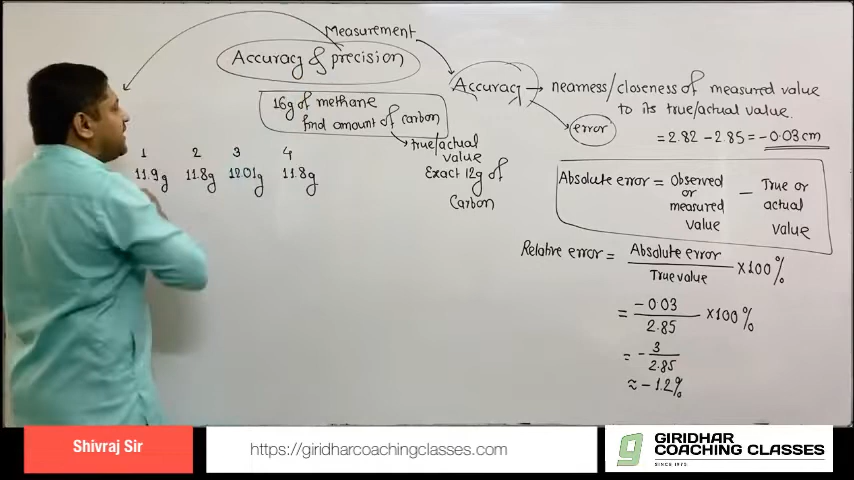 Measurement
Accuracy & precision
16g of methane
find amount of carbon
true/actual
value
Exact 12g of
Carbon
1 2 3 4
11.9g 11.8g 12.01g 11.8g
Accuracy → nearness/closeness of measured value
to its true/actual value.
error
= 2.82 - 2.85 = -0.03 cm
Absolute error = Observed or measured value - True or actual value
Relative error = Absolute error / True value × 100%
= -0.03 / 2.85 × 100%
= - 3 / 2.85
≈ -1.2%
Shivraj Sir
https://giridharcoachingclasses.com
GIRIDHAR
COACHING CLASSES
SINCE 1975